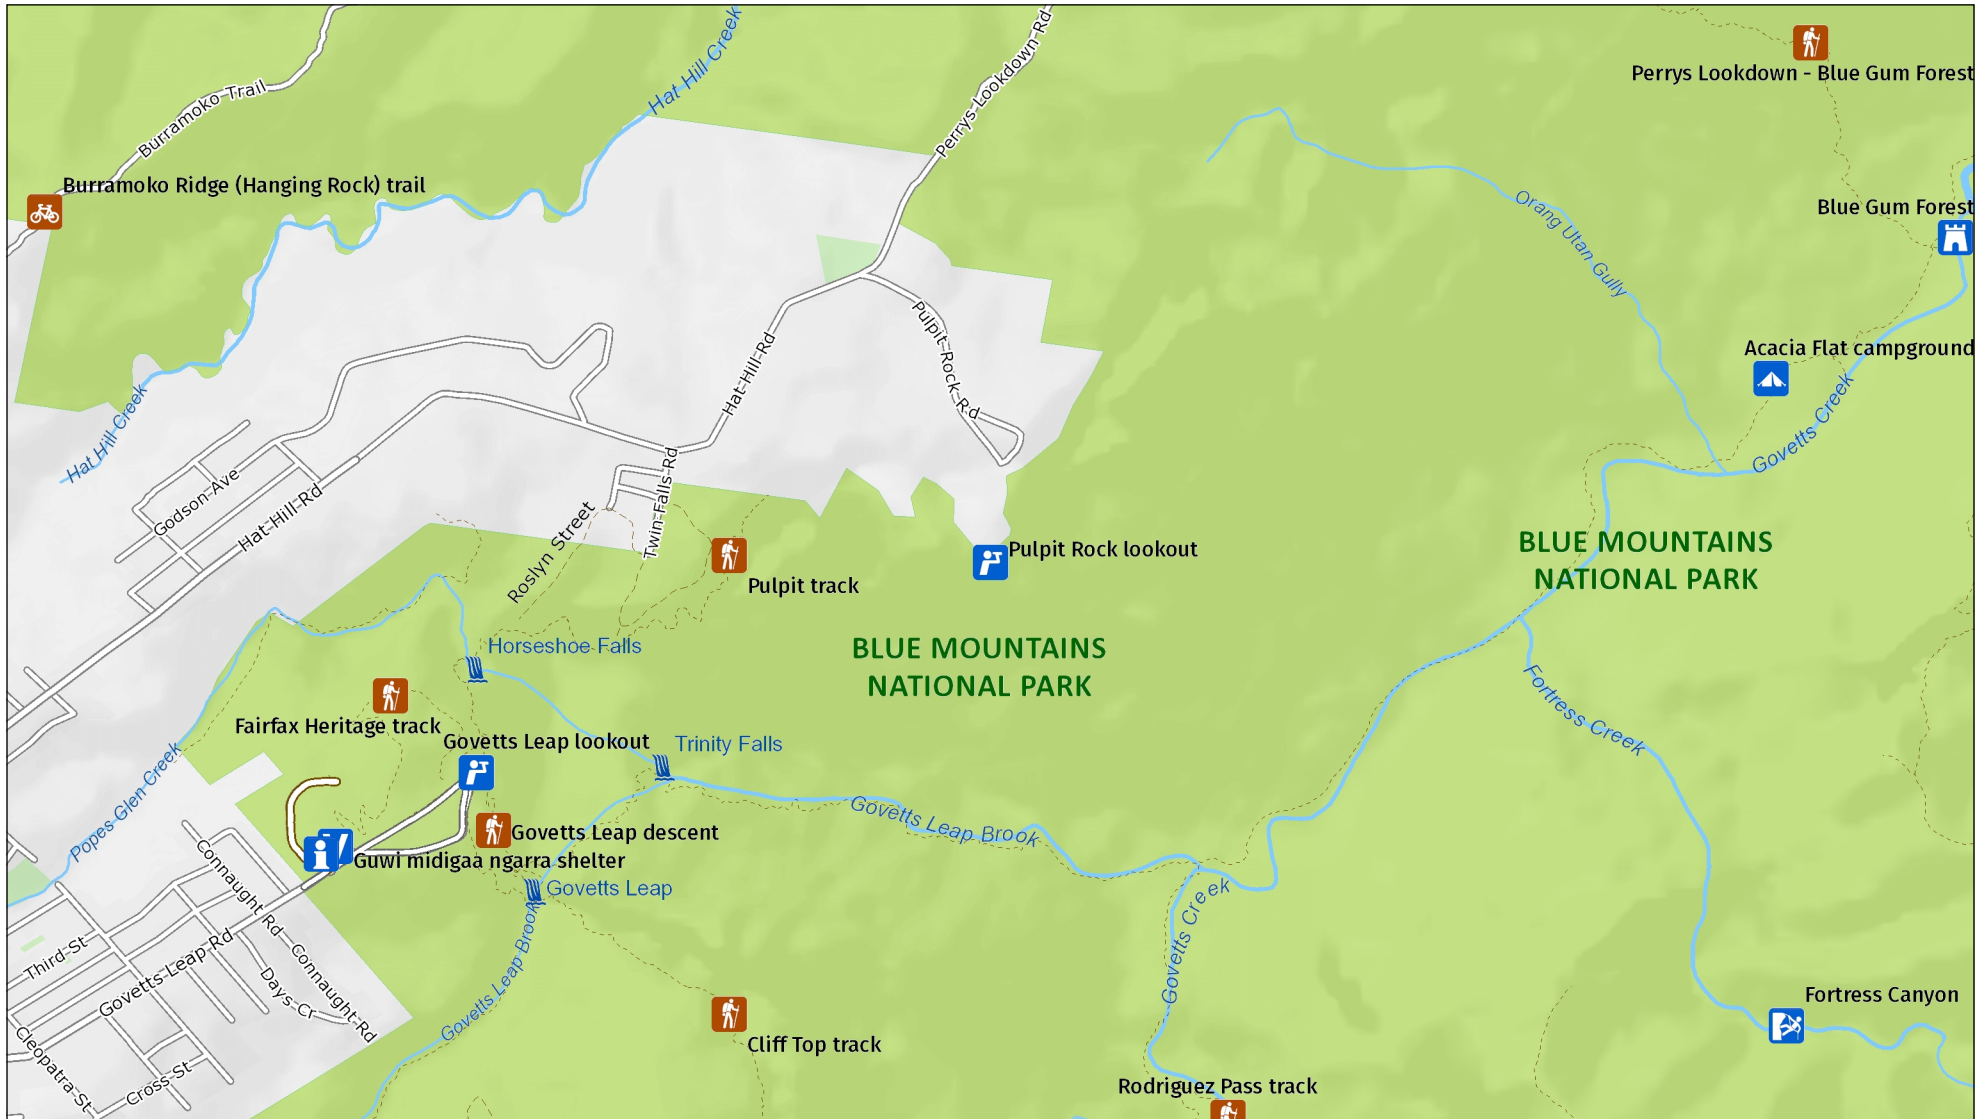 Hat Hill Creek
Perrys Lookdown Rd
Perrys Lookdown - Blue Gum Forest
Burramoko Trail
Burramoko Ridge (Hanging Rock) trail
Orang Utan Gully
Blue Gum Forest
Pulpit Rock Rd
Hat Hill Rd
Acacia Flat campground
Govetts Creek
Hat Hill Creek
Godson Ave
Hat Hill Rd
Twin Falls Rd
Roslyn Street
Pulpit Rock lookout
Pulpit track
BLUE MOUNTAINS
NATIONAL PARK
BLUE MOUNTAINS
NATIONAL PARK
Horseshoe Falls
Fairfax Heritage track
Govetts Leap lookout
Trinity Falls
Fortress Creek
Popes Glen Creek
Govetts Leap Brook
Govetts Leap descent
Guwi midigaa ngarra shelter
Govetts Leap
Connaught Rd
Govetts Creek
Govetts Leap Brook
Third St
Govetts Leap Rd
Days Cr
Connaught Rd
Fortress Canyon
Cliff Top track
Cleopatra St
Cross St
Rodriguez Pass track